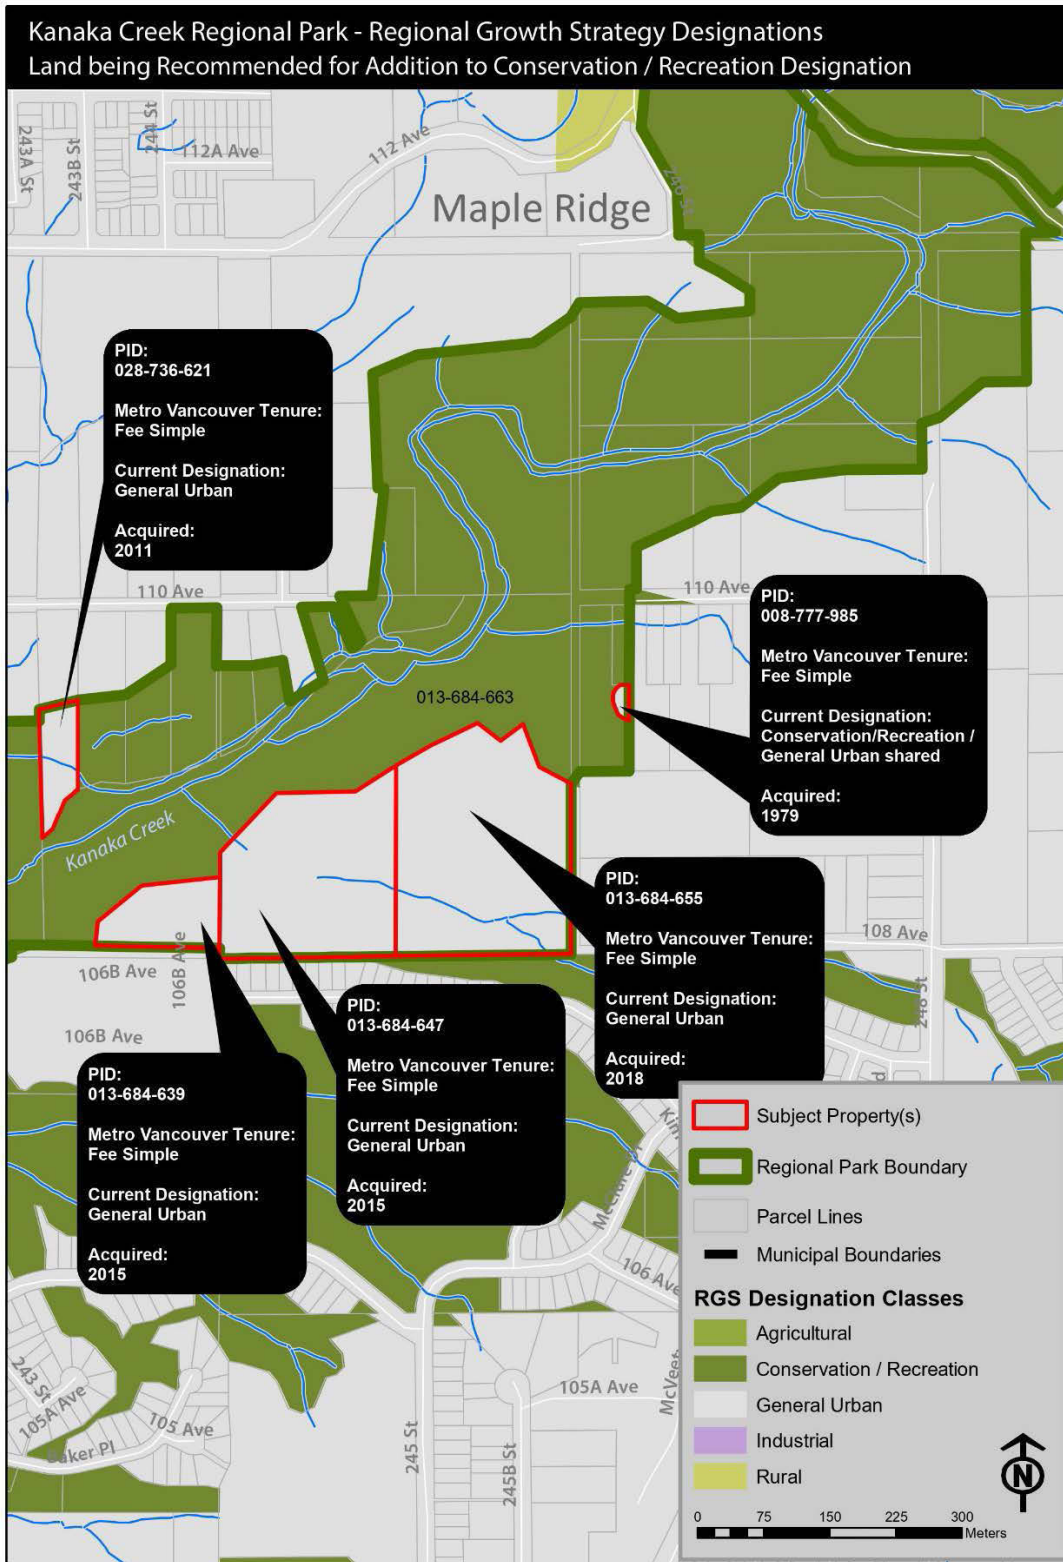 Kanaka Creek Regional Park - Regional Growth Strategy Designations
Land being Recommended for Addition to Conservation / Recreation Designation
243A St
243B St
244 St
112A Ave
112 Ave
246 St
Maple Ridge
PID:
028-736-621
Metro Vancouver Tenure:
Fee Simple
Current Designation:
General Urban
Acquired:
2011
110 Ave
110 Ave
PID:
008-777-985
Metro Vancouver Tenure:
Fee Simple
Current Designation:
Conservation/Recreation /
General Urban shared
Acquired:
1979
013-684-663
Kanaka Creek
PID:
013-684-655
Metro Vancouver Tenure:
Fee Simple
Current Designation:
General Urban
Acquired:
2018
108 Ave
248 St
106B Ave
106B Ave
106B Ave
PID:
013-684-647
Metro Vancouver Tenure:
Fee Simple
Current Designation:
General Urban
Acquired:
2015
PID:
013-684-639
Metro Vancouver Tenure:
Fee Simple
Current Designation:
General Urban
Acquired:
2015
106 Ave
105A Ave
243 St
105A Ave
105 Ave
Baker Pl
245 St
245B St
Subject Property(s)
Regional Park Boundary
Parcel Lines
Municipal Boundaries
RGS Designation Classes
Agricultural
Conservation / Recreation
General Urban
Industrial
Rural
N
0 75 150 225 300
Meters